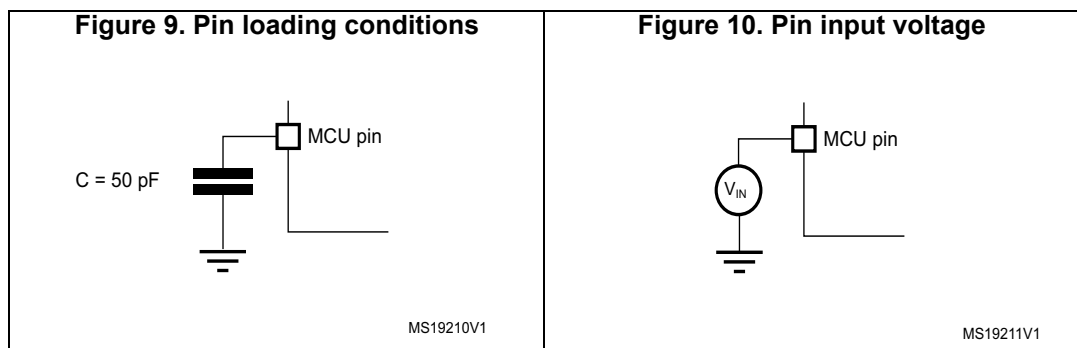 Figure 9. Pin loading conditions
MCU pin
C = 50 pF
MS19210V1
Figure 10. Pin input voltage
MCU pin
VIN
MS19211V1